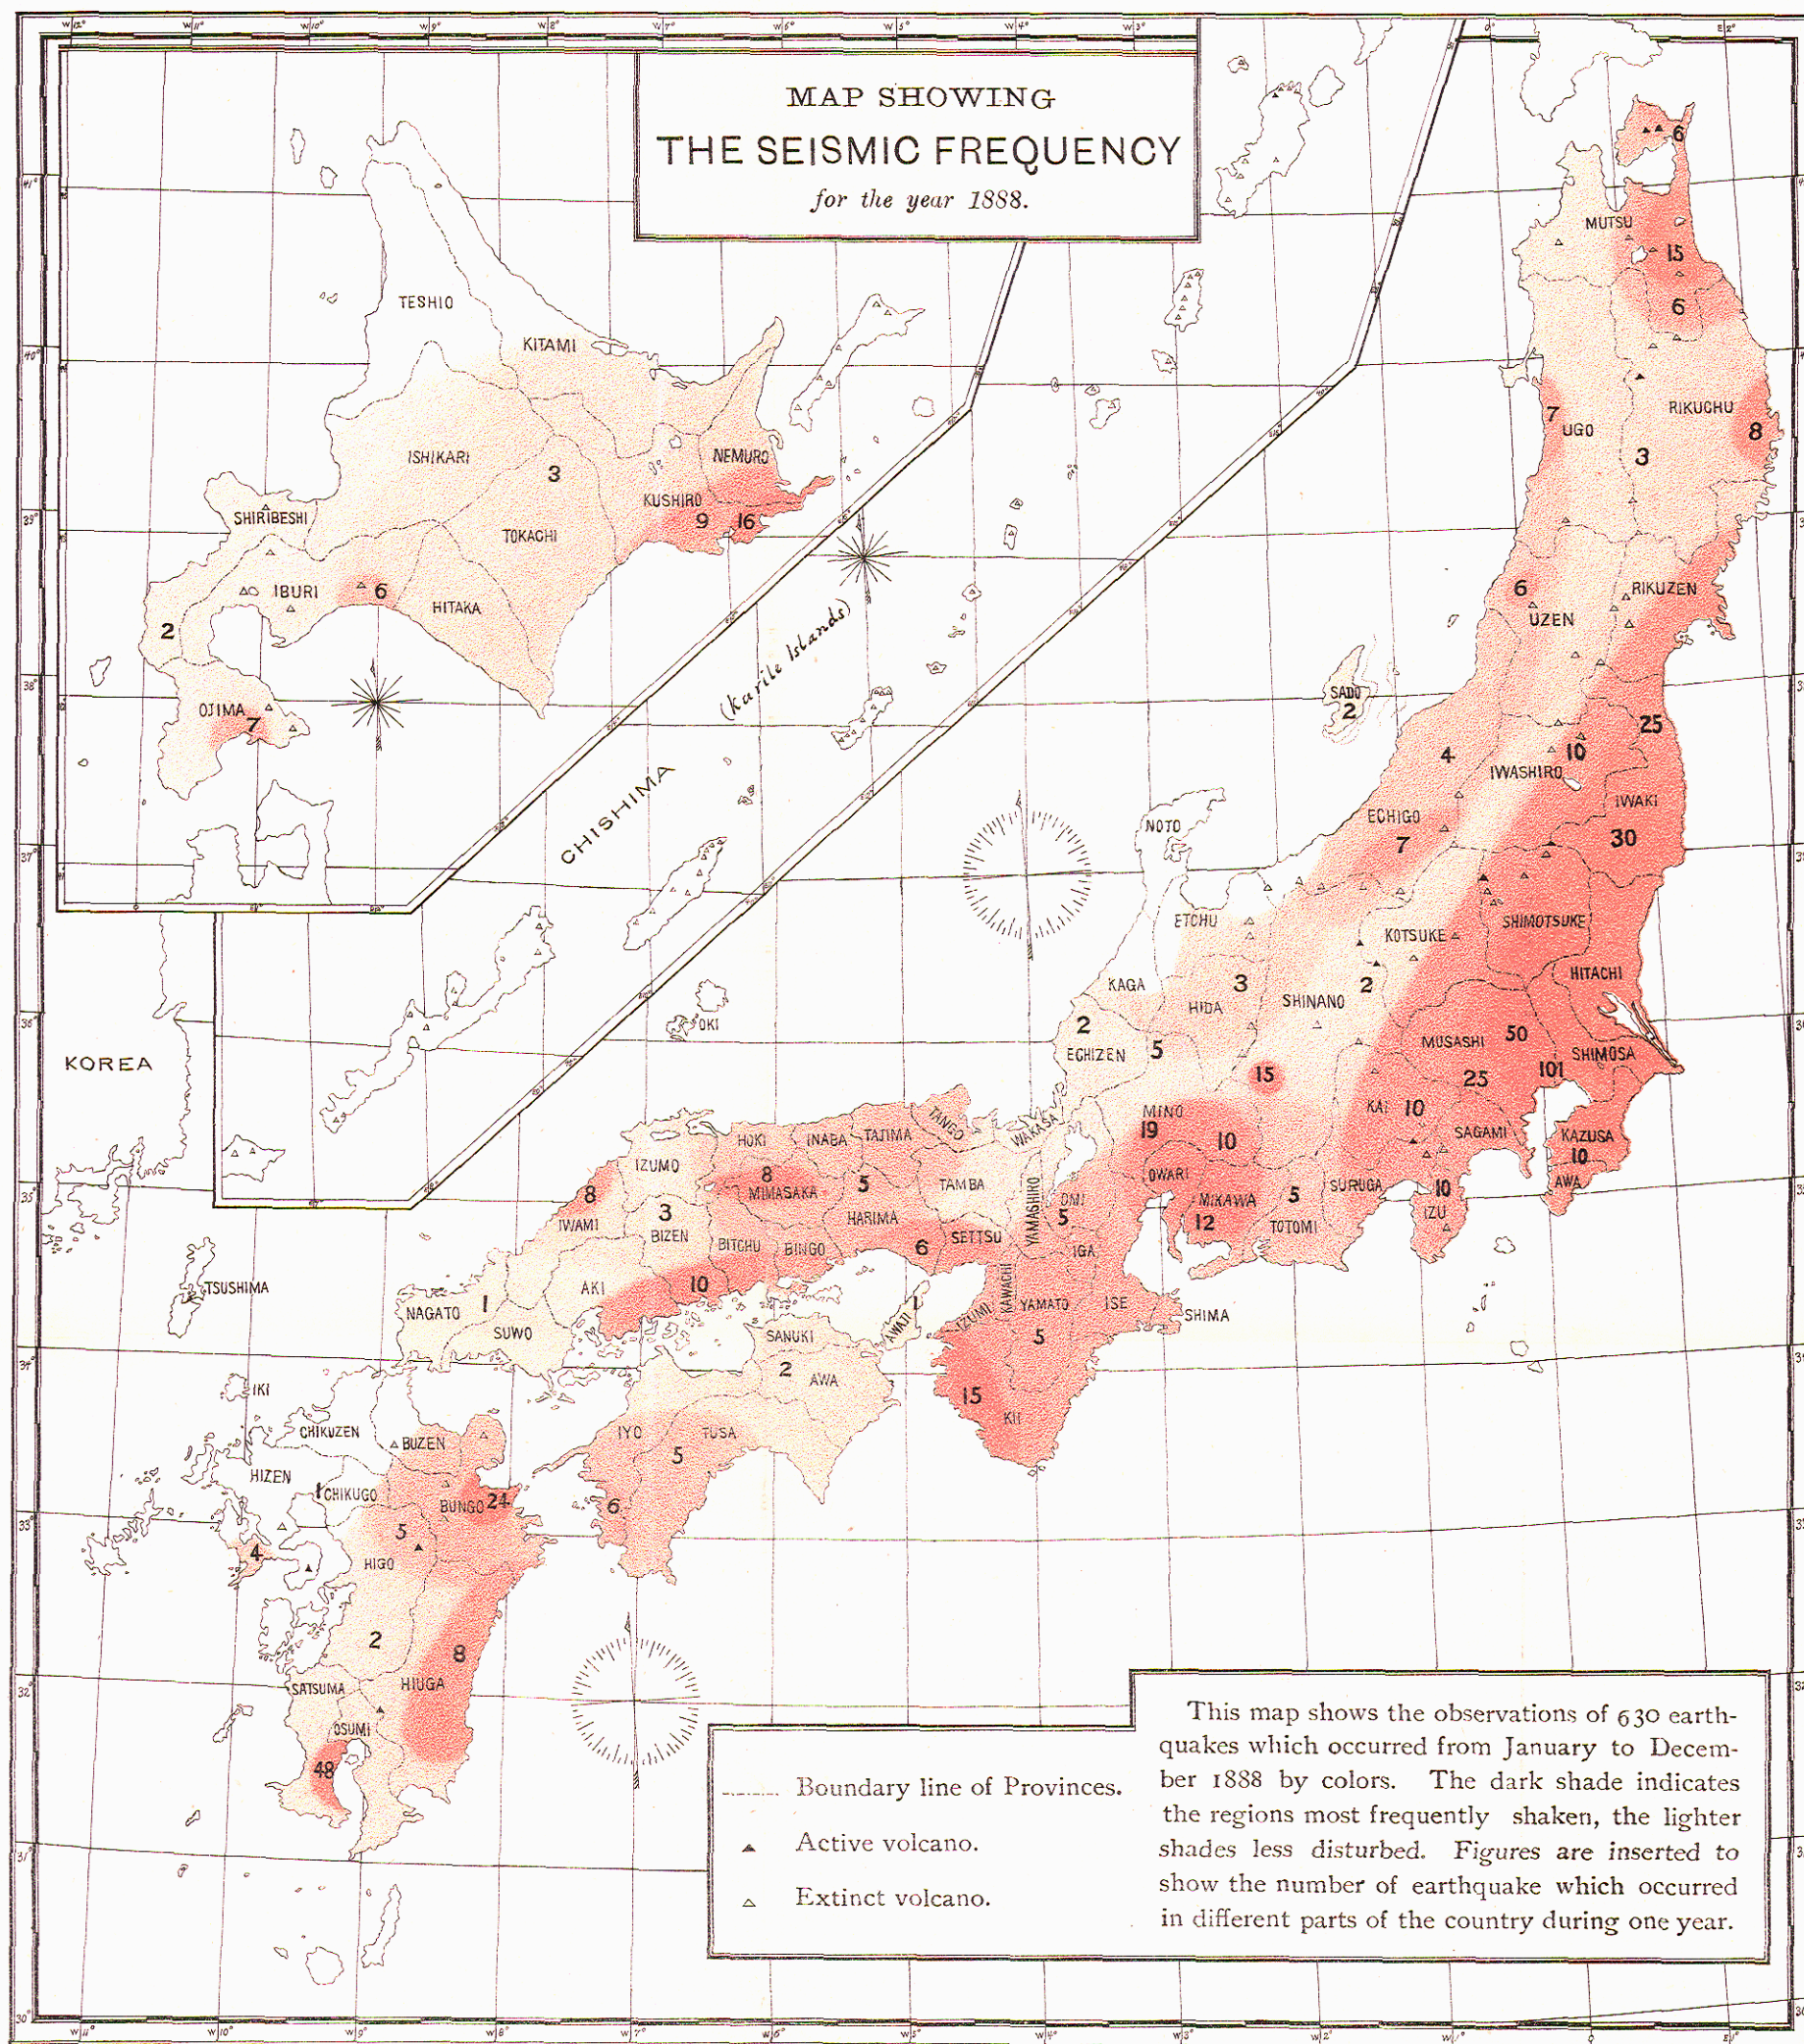 MAP SHOWING
THE SEISMIC FREQUENCY
for the year 1888.
TESHIO
KITAMI
ISHIKARI
3
NEMURO
KUSHIRO
9
16
SHIRIBESHI
TOKACHI
IBURI
6
HITAKA
2
OJIMA
7
(Kurile Islands)
CHISHIMA
6
MUTSU
15
6
7
UGO
RIKUCHU
8
3
6
UZEN
RIKUZEN
SADO
2
25
4
10
IWASHIRO
IWAKI
ECHIGO
7
30
NOTO
ETCHU
KOTSUKE
SHIMOTSUKE
HITACHI
KAGA
3
HIDA
SHINANO
2
2
ECHIZEN
5
MUSASHI
50
SHIMOSA
15
25
101
KOREA
OKI
MINO
19
10
KAI
10
SAGAMI
KAZUSA
10
AWA
TANGO
WAKASA
HOKI
INABA
TAJIMA
IZUMO
8
MIMASAKA
5
TAMBA
YAMASHIRO
OMI
5
OWARI
MIKAWA
12
5
TOTOMI
SURUGA
10
IZU
8
IWAMI
3
BIZEN
BITCHU
BINGO
HARIMA
6
SETTSU
IGA
10
AKI
TSUSHIMA
NAGATO
1
SUWO
1
AWAJI
IZUMI
KAWACHI
YAMATO
5
ISE
SHIMA
SANUKI
2
AWA
15
KII
IKI
CHIKUZEN
BUZEN
IYO
TUSA
5
HIZEN
1
CHIKUGO
BUNGO
24
6
5
4
HIGO
2
8
SATSUMA
HIUGA
OSUMI
48
Boundary line of Provinces.
Active volcano.
Extinct volcano.
This map shows the observations of 630 earth-
quakes which occurred from January to Decem-
ber 1888 by colors. The dark shade indicates
the regions most frequently shaken, the lighter
shades less disturbed. Figures are inserted to
show the number of earthquake which occurred
in different parts of the country during one year.